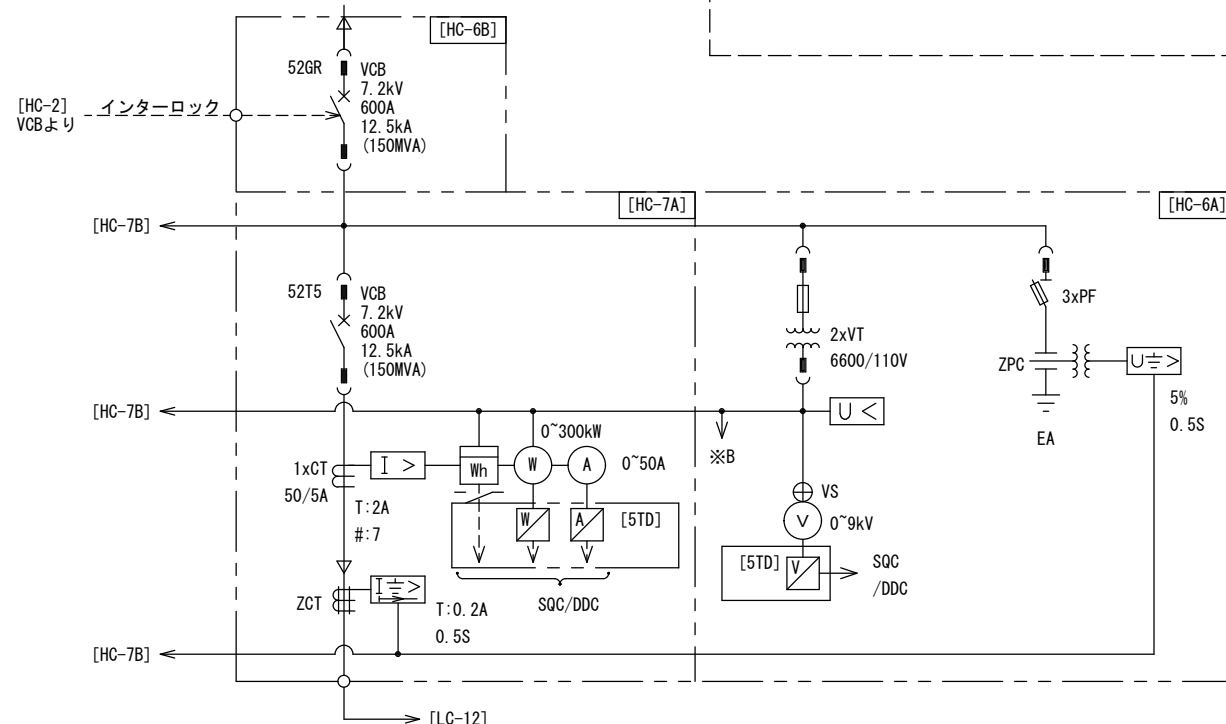 [HC-6B]
52GR
VCB
7.2kV
600A
12.5kA
(150MVA)
[HC-2]
VCBより
インターロック
[HC-7A]
[HC-6A]
[HC-7B]
52T5
VCB
7.2kV
600A
12.5kA
(150MVA)
2xVT
6600/110V
3xPF
ZPC
U >
5%
0.5S
EA
[HC-7B]
U <
※B
0~300kW
Wh
W
A
0~50A
1xCT
50/5A
I >
T:2A
#:7
W
A
[5TD]
VS
V
0~9kV
[5TD]
V
SQC
/DDC
SQC/DDC
ZCT
I >
T:0.2A
0.5S
[HC-7B]
[LC-12]